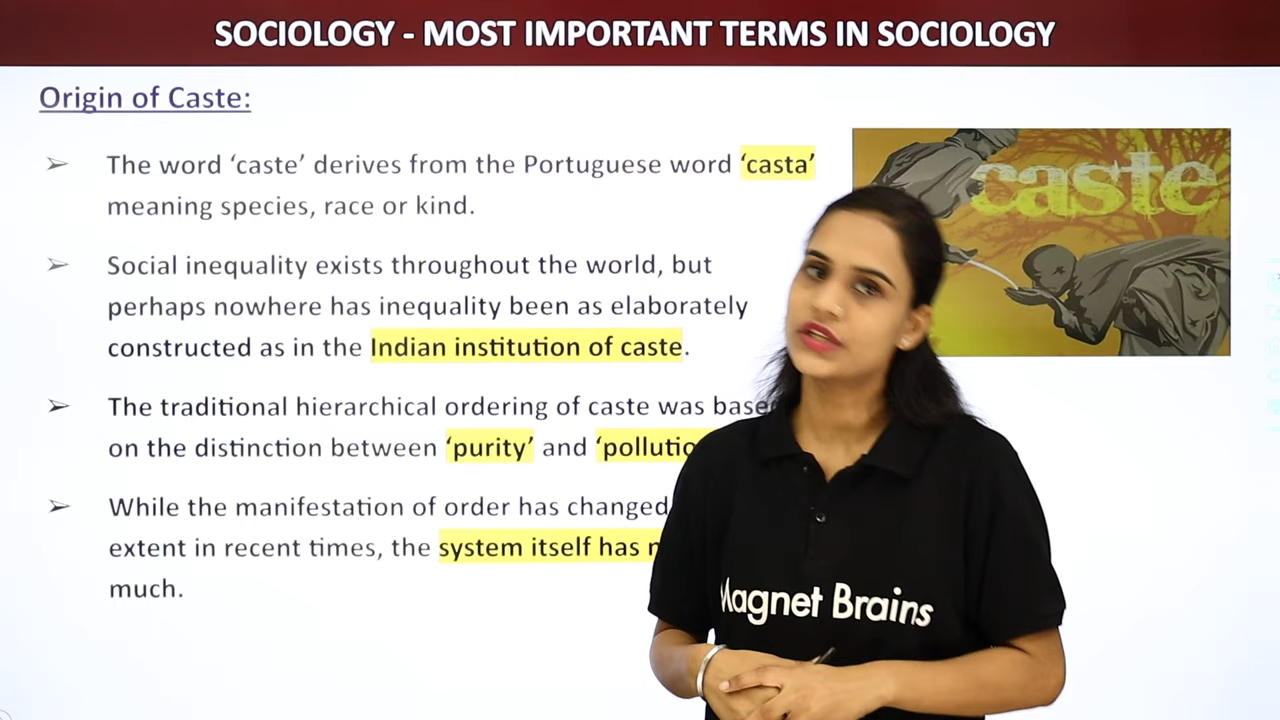 SOCIOLOGY - MOST IMPORTANT TERMS IN SOCIOLOGY
Origin of Caste:
➢ The word ‘caste’ derives from the Portuguese word ‘casta’
meaning species, race or kind.
caste
➢ Social inequality exists throughout the world, but
perhaps nowhere has inequality been as elaborately
constructed as in the Indian institution of caste.
➢ The traditional hierarchical ordering of caste was
on the distinction between ‘purity’ and
➢ While the manifestation of order has changed
extent in recent times, the system itself has
much.
Magnet Brains